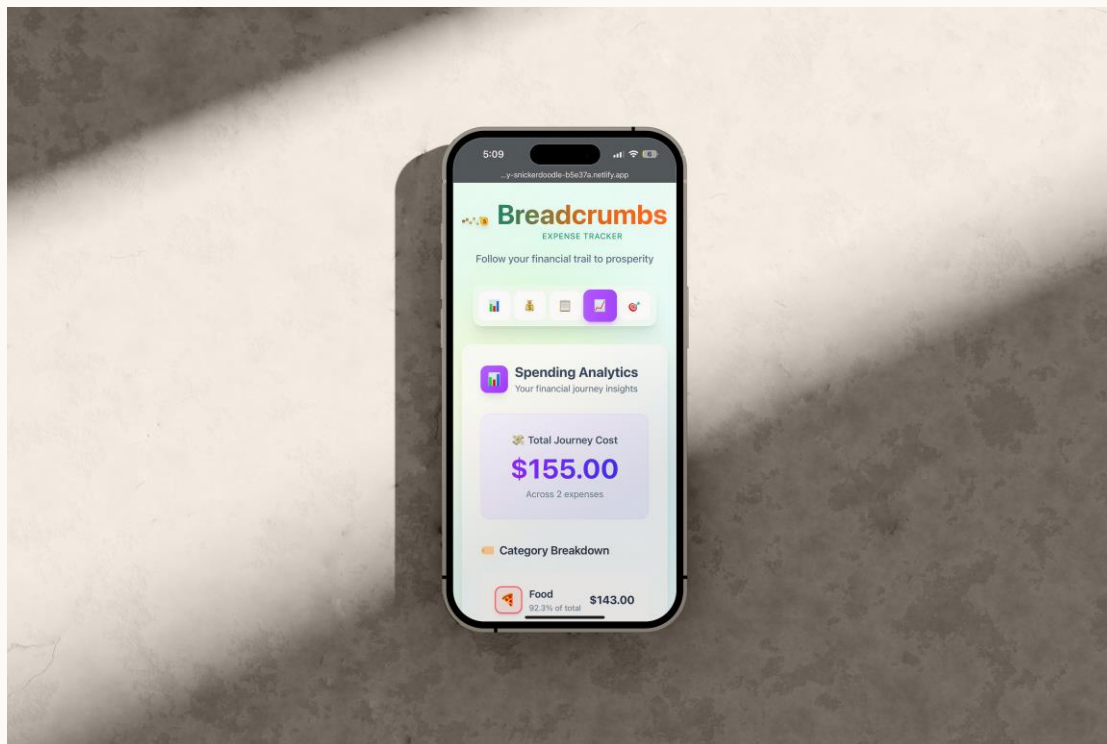 5:09
...y-snickerdoodle-b5e37a.netlify.app
Breadcrumbs
EXPENSE TRACKER
Follow your financial trail to prosperity
Spending Analytics
Your financial journey insights
Total Journey Cost
$155.00
Across 2 expenses
Category Breakdown
Food
$143.00
92.3% of total